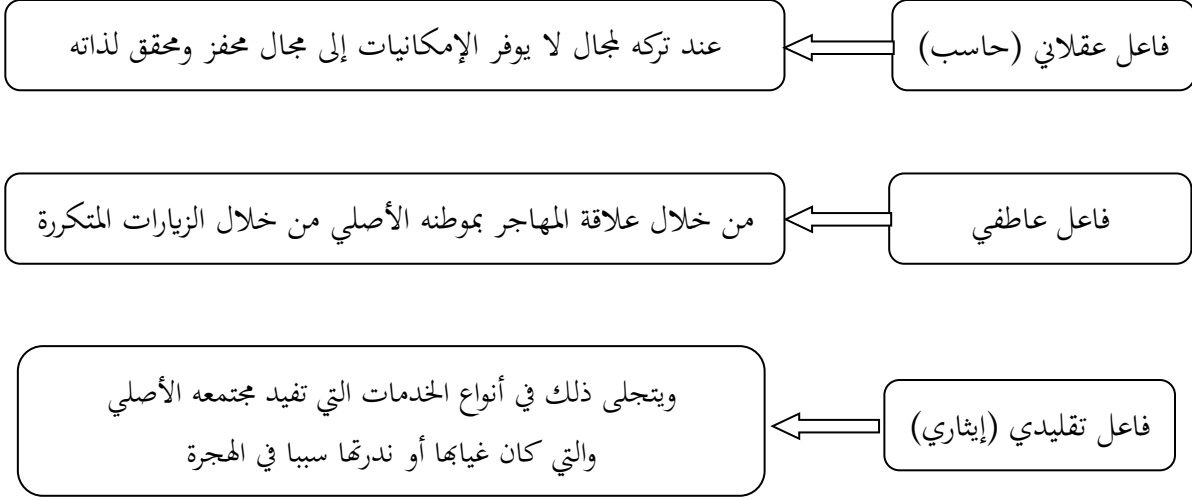 فاعل عقلاني (حاسب)
عند تركه لمجال لا يوفر الإمكانيات إلى مجال محفز ومحقق لذاته
فاعل عاطفي
من خلال علاقة المهاجر بموطنه الأصلي من خلال الزيارات المتكررة
فاعل تقليدي (إيثاري)
ويتجلى ذلك في أنواع الخدمات التي تفيد مجتمعه الأصلي
والتي كان غيابها أو ندرتها سببا في الهجرة